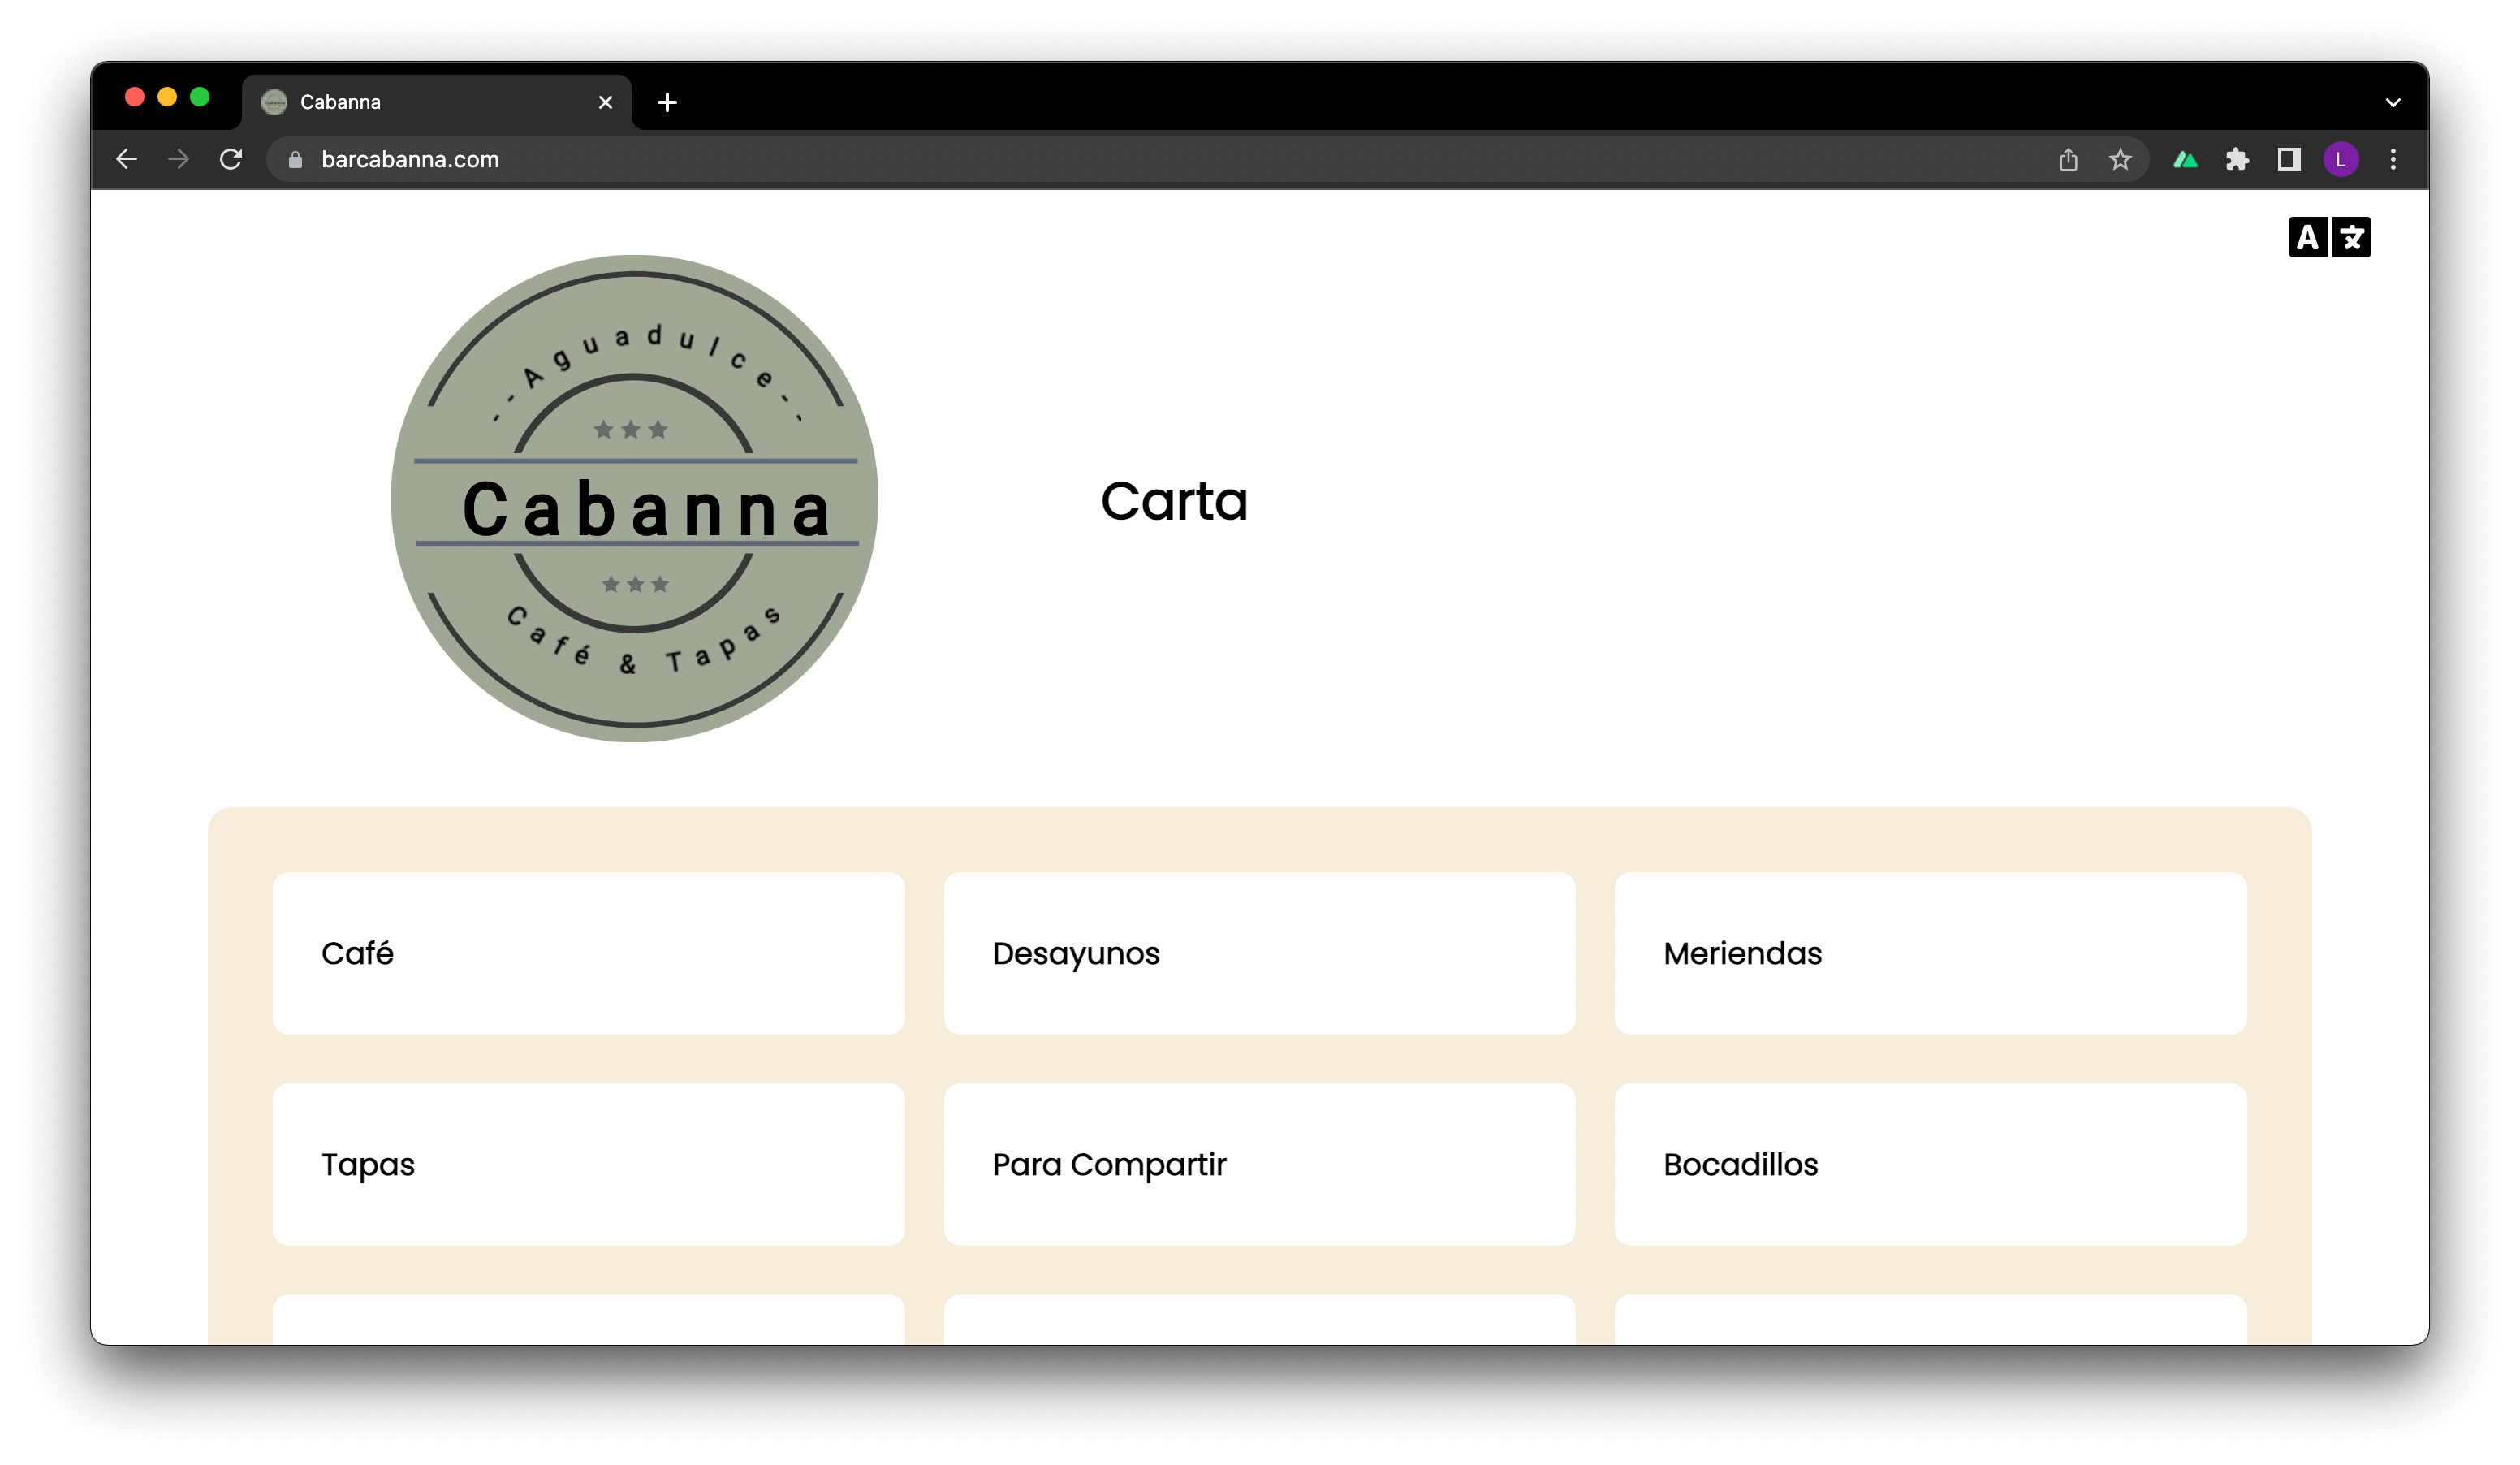 Cabanna
barcabanna.com
L
A 文
--Aguadulce--
Cabanna
Café & Tapas
Carta
Café
Desayunos
Meriendas
Tapas
Para Compartir
Bocadillos